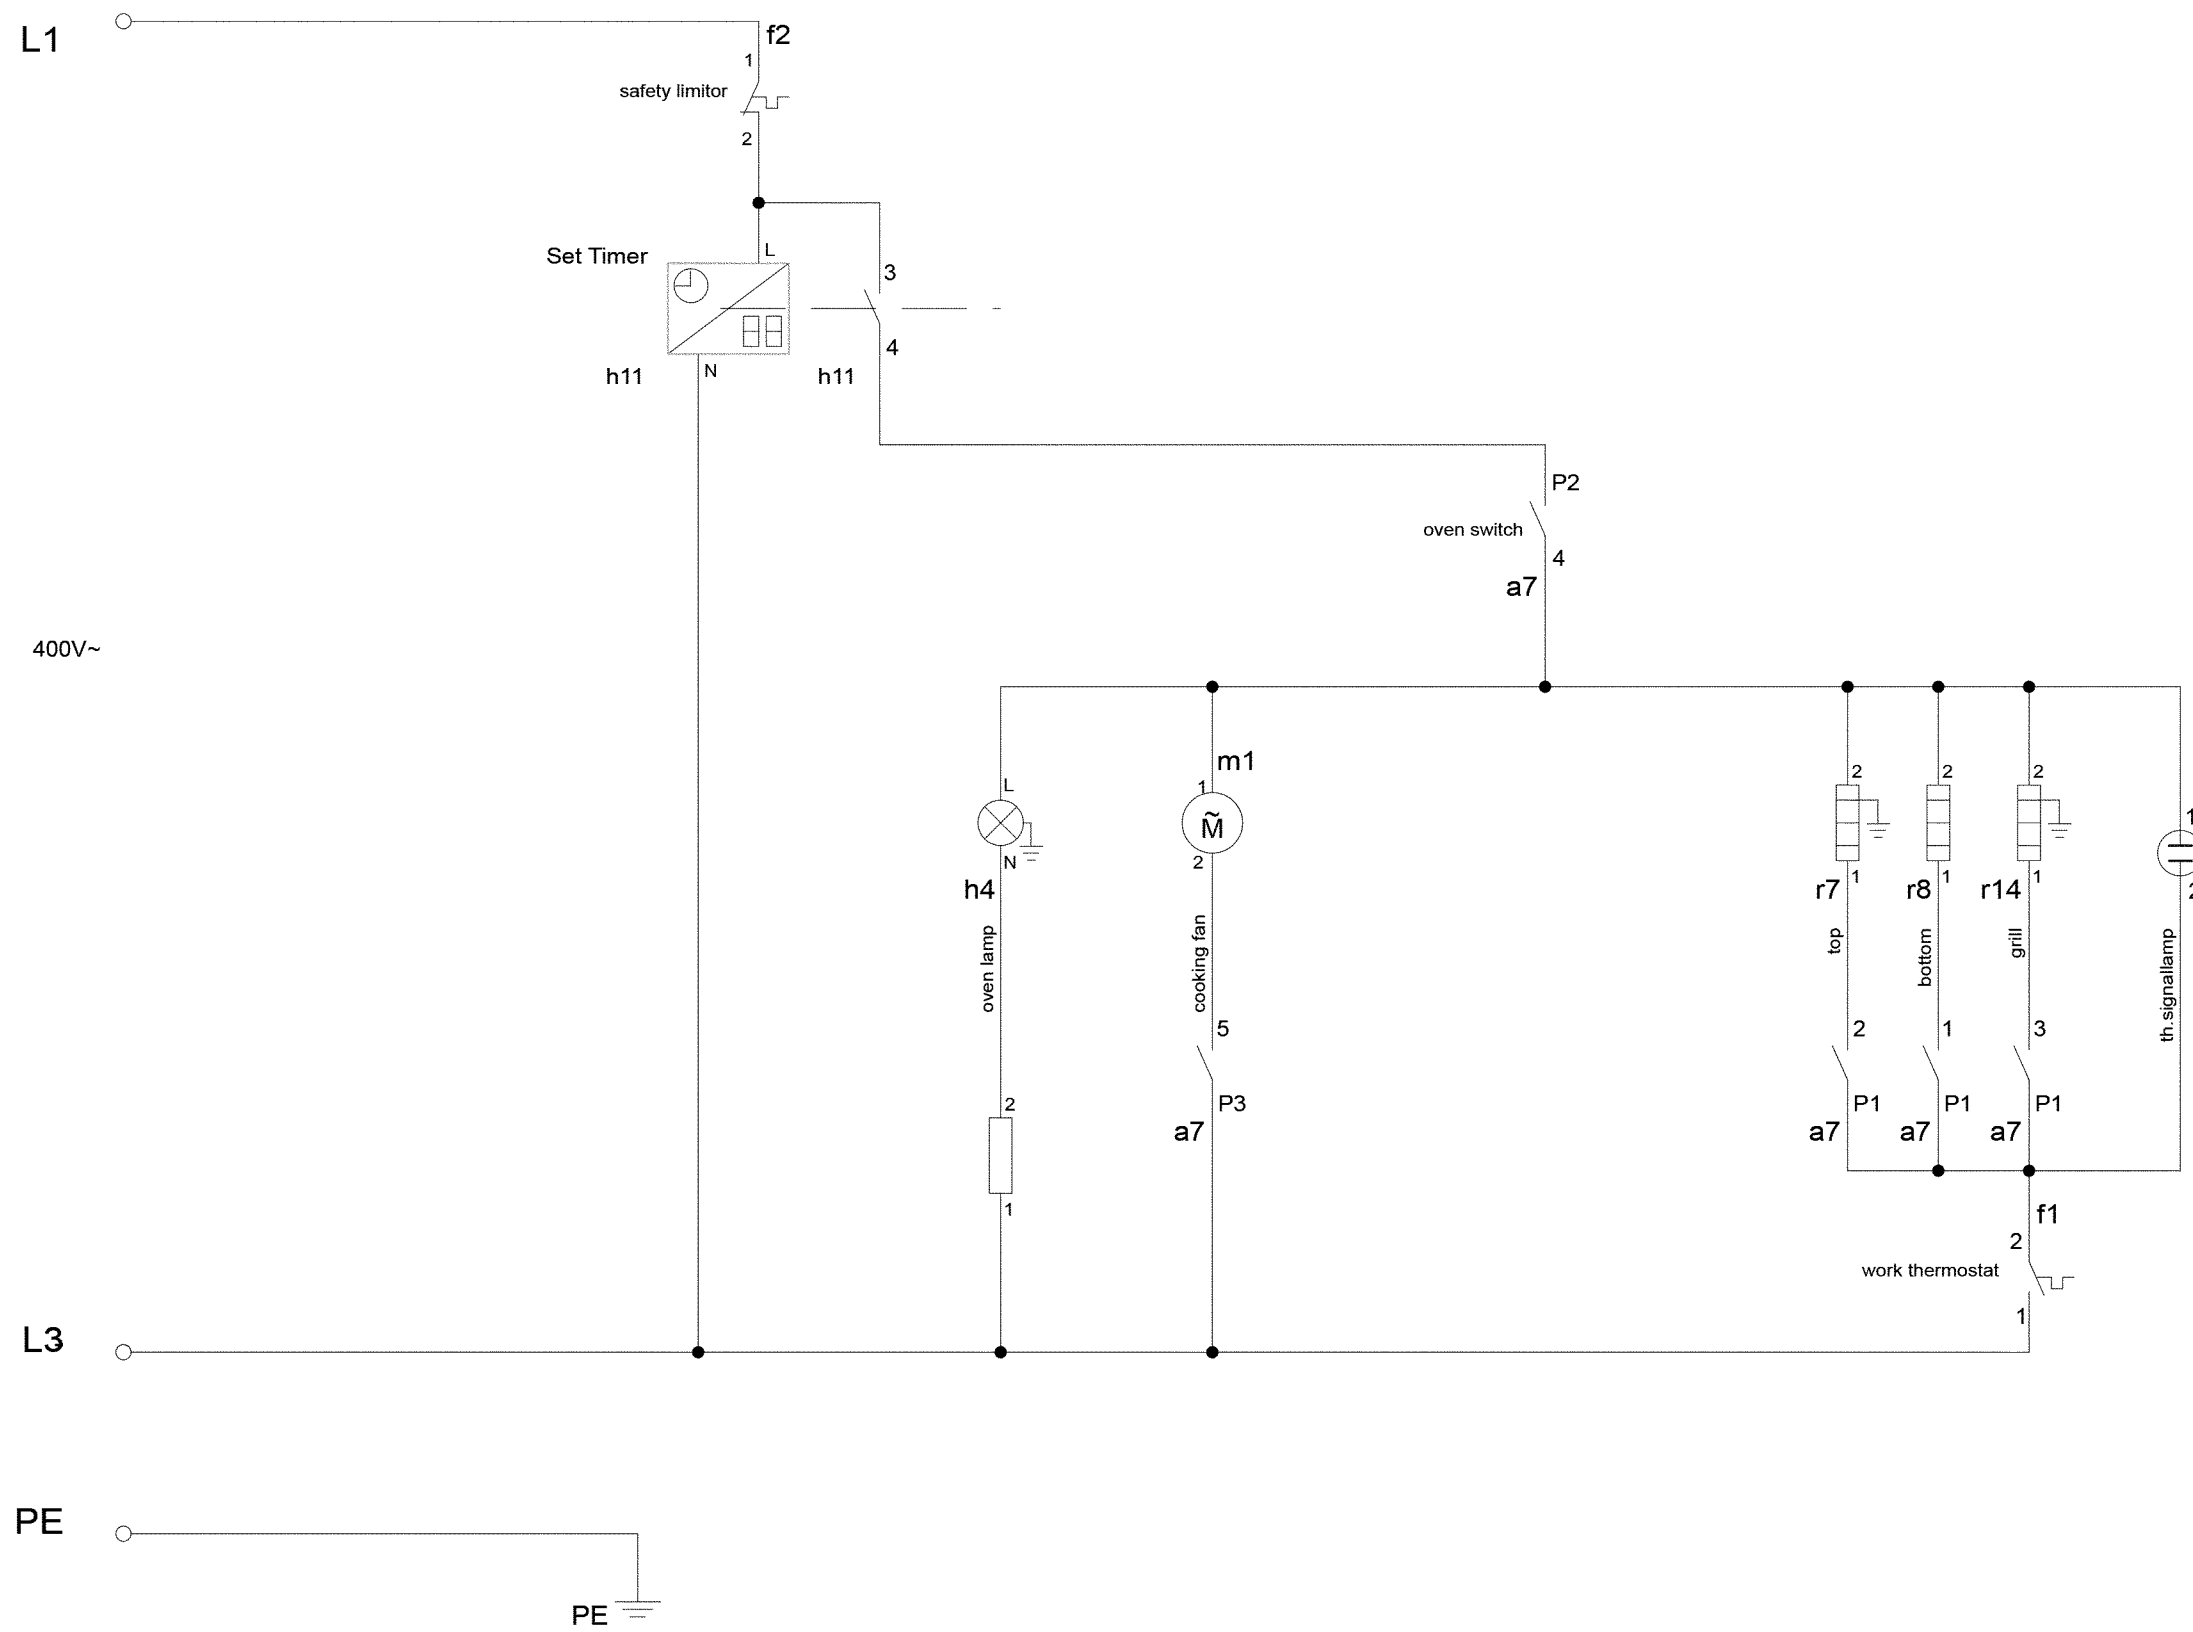 L1
f2
1
safety limitor
2
Set Timer
L
3
4
h11
N
h11
P2
oven switch
4
a7
400V~
m1
L
1
2
2
2
M
1
N
2
h4
r7
1
r8
1
r14
1
2
oven lamp
cooking fan
top
bottom
grill
th.signallamp
5
2
1
3
2
P3
P1
P1
P1
a7
a7
a7
a7
1
f1
2
work thermostat
1
L3
PE
PE